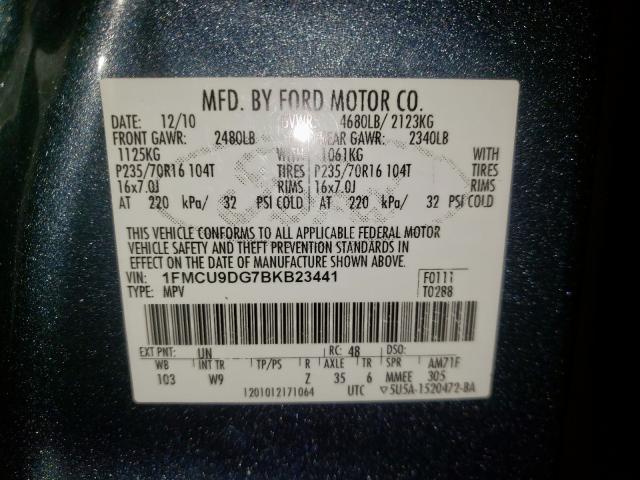 MFD. BY FORD MOTOR CO.
DATE: 12/10 GVWR: 4680LB/ 2123KG
FRONT GAWR: 2480LB REAR GAWR: 2340LB
1125KG WITH 1061KG WITH
P235/70R16 104T TIRES P235/70R16 104T TIRES
16x7.0J RIMS 16x7.0J RIMS
AT 220 kPa/ 32 PSI COLD AT 220 kPa/ 32 PSI COLD
THIS VEHICLE CONFORMS TO ALL APPLICABLE FEDERAL MOTOR
VEHICLE SAFETY AND THEFT PREVENTION STANDARDS IN
EFFECT ON THE DATE OF MANUFACTURE SHOWN ABOVE.
VIN: 1FMCU9DG7BKB23441 F0111
TYPE: MPV T0288
EXT PNT: UN RC: 48 DSO:
WB INT TR TP/PS R AXLE TR SPR AM71F
103 W9 Z 35 6 MMEE 305
1201012171064 UTC ▽5U5A-1520472-BA